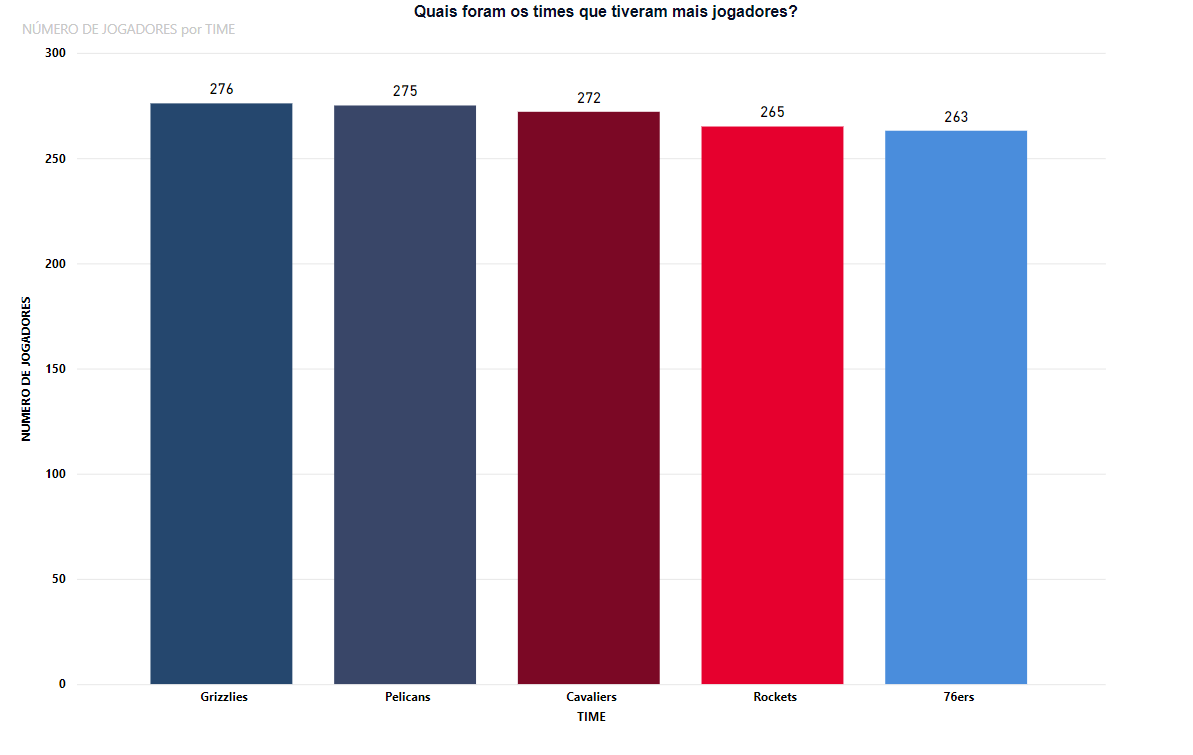 Quais foram os times que tiveram mais jogadores?
NÚMERO DE JOGADORES por TIME
300
250
200
150
100
50
0
NUMERO DE JOGADORES
276
275
272
265
263
Grizzlies
Pelicans
Cavaliers
Rockets
76ers
TIME